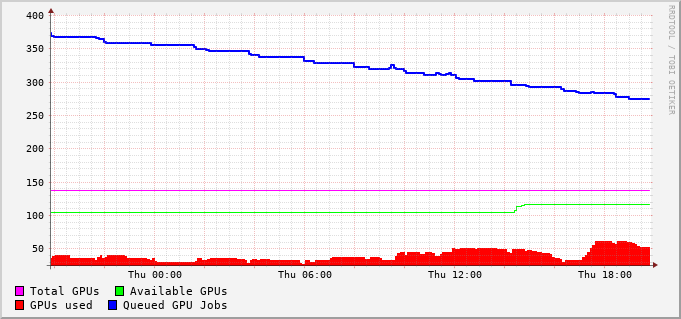 400
350
300
250
200
150
100
50
Thu 00:00 Thu 06:00 Thu 12:00 Thu 18:00
Total GPUs Available GPUs
GPUs used Queued GPU Jobs
RRDTOOL / TOBI OETIKER